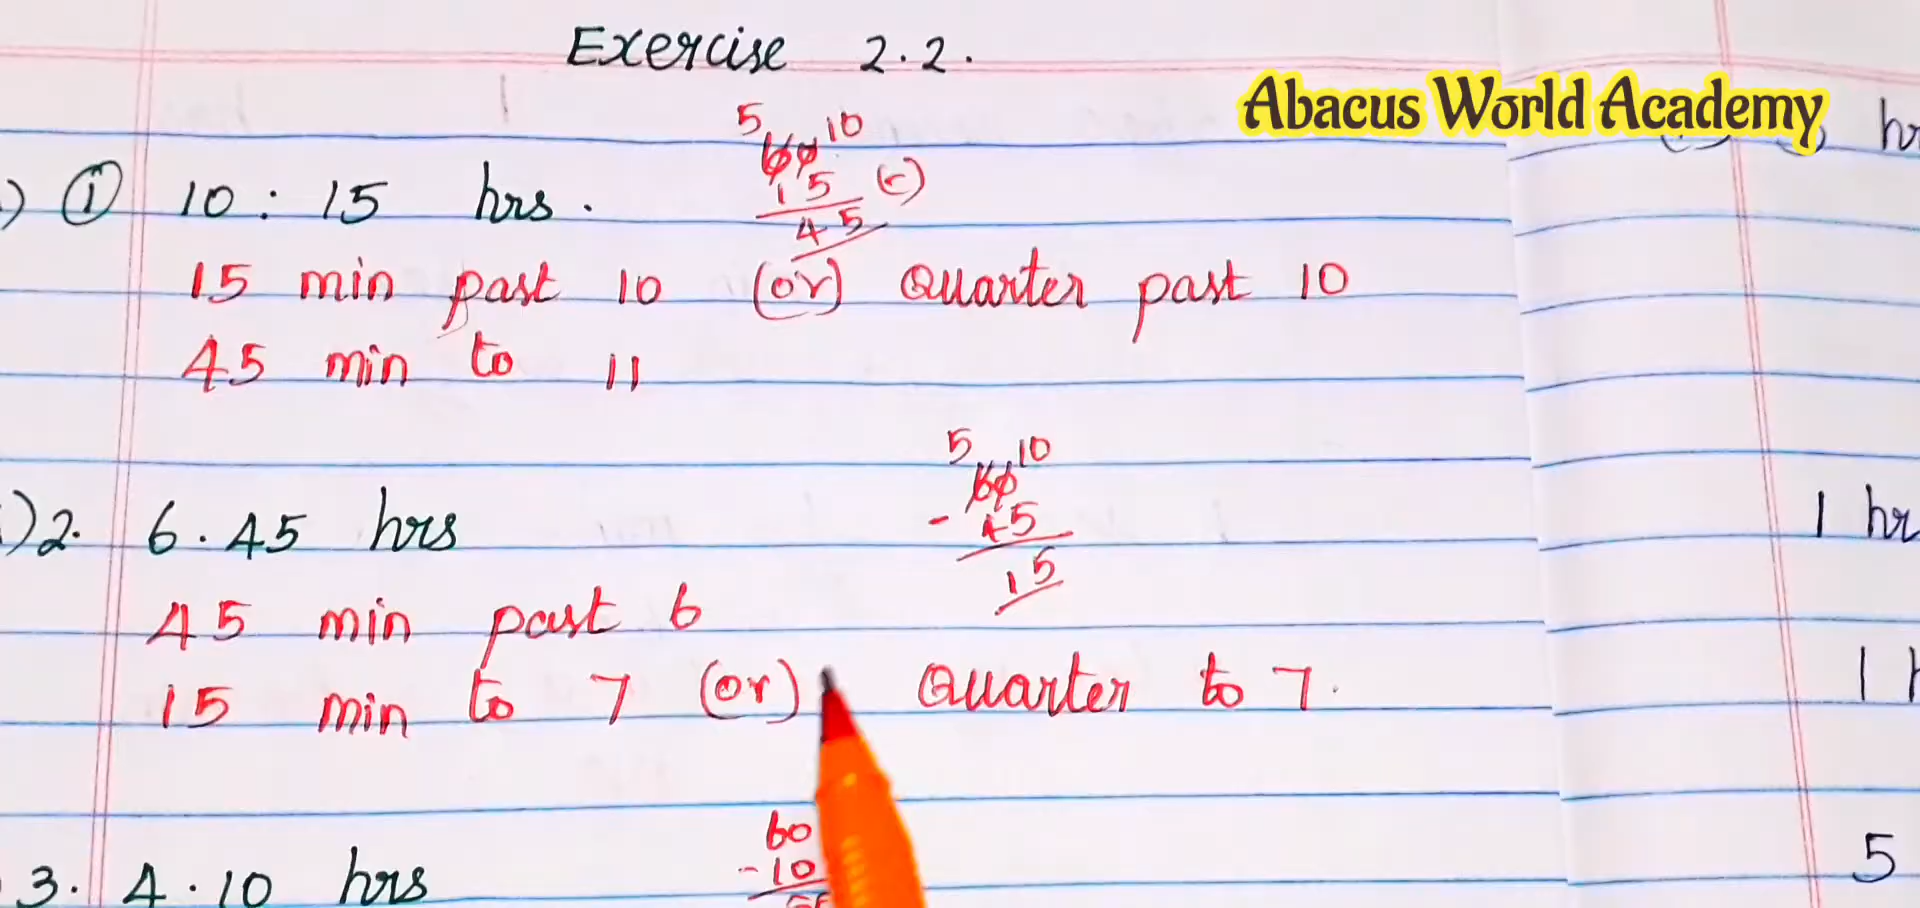 Exercise 2.2.
Abacus World Academy
hr
5 10
60
15 (-)
45
① 10 : 15 hrs.
15 min past 10 (or) Quarter past 10
45 min to 11
5 10
60
- 45
15
)2. 6.45 hrs
1 hr
45 min past 6
15 min to 7 (or) Quarter to 7.
1 h
60
- 10
3. 4.10 hrs
5